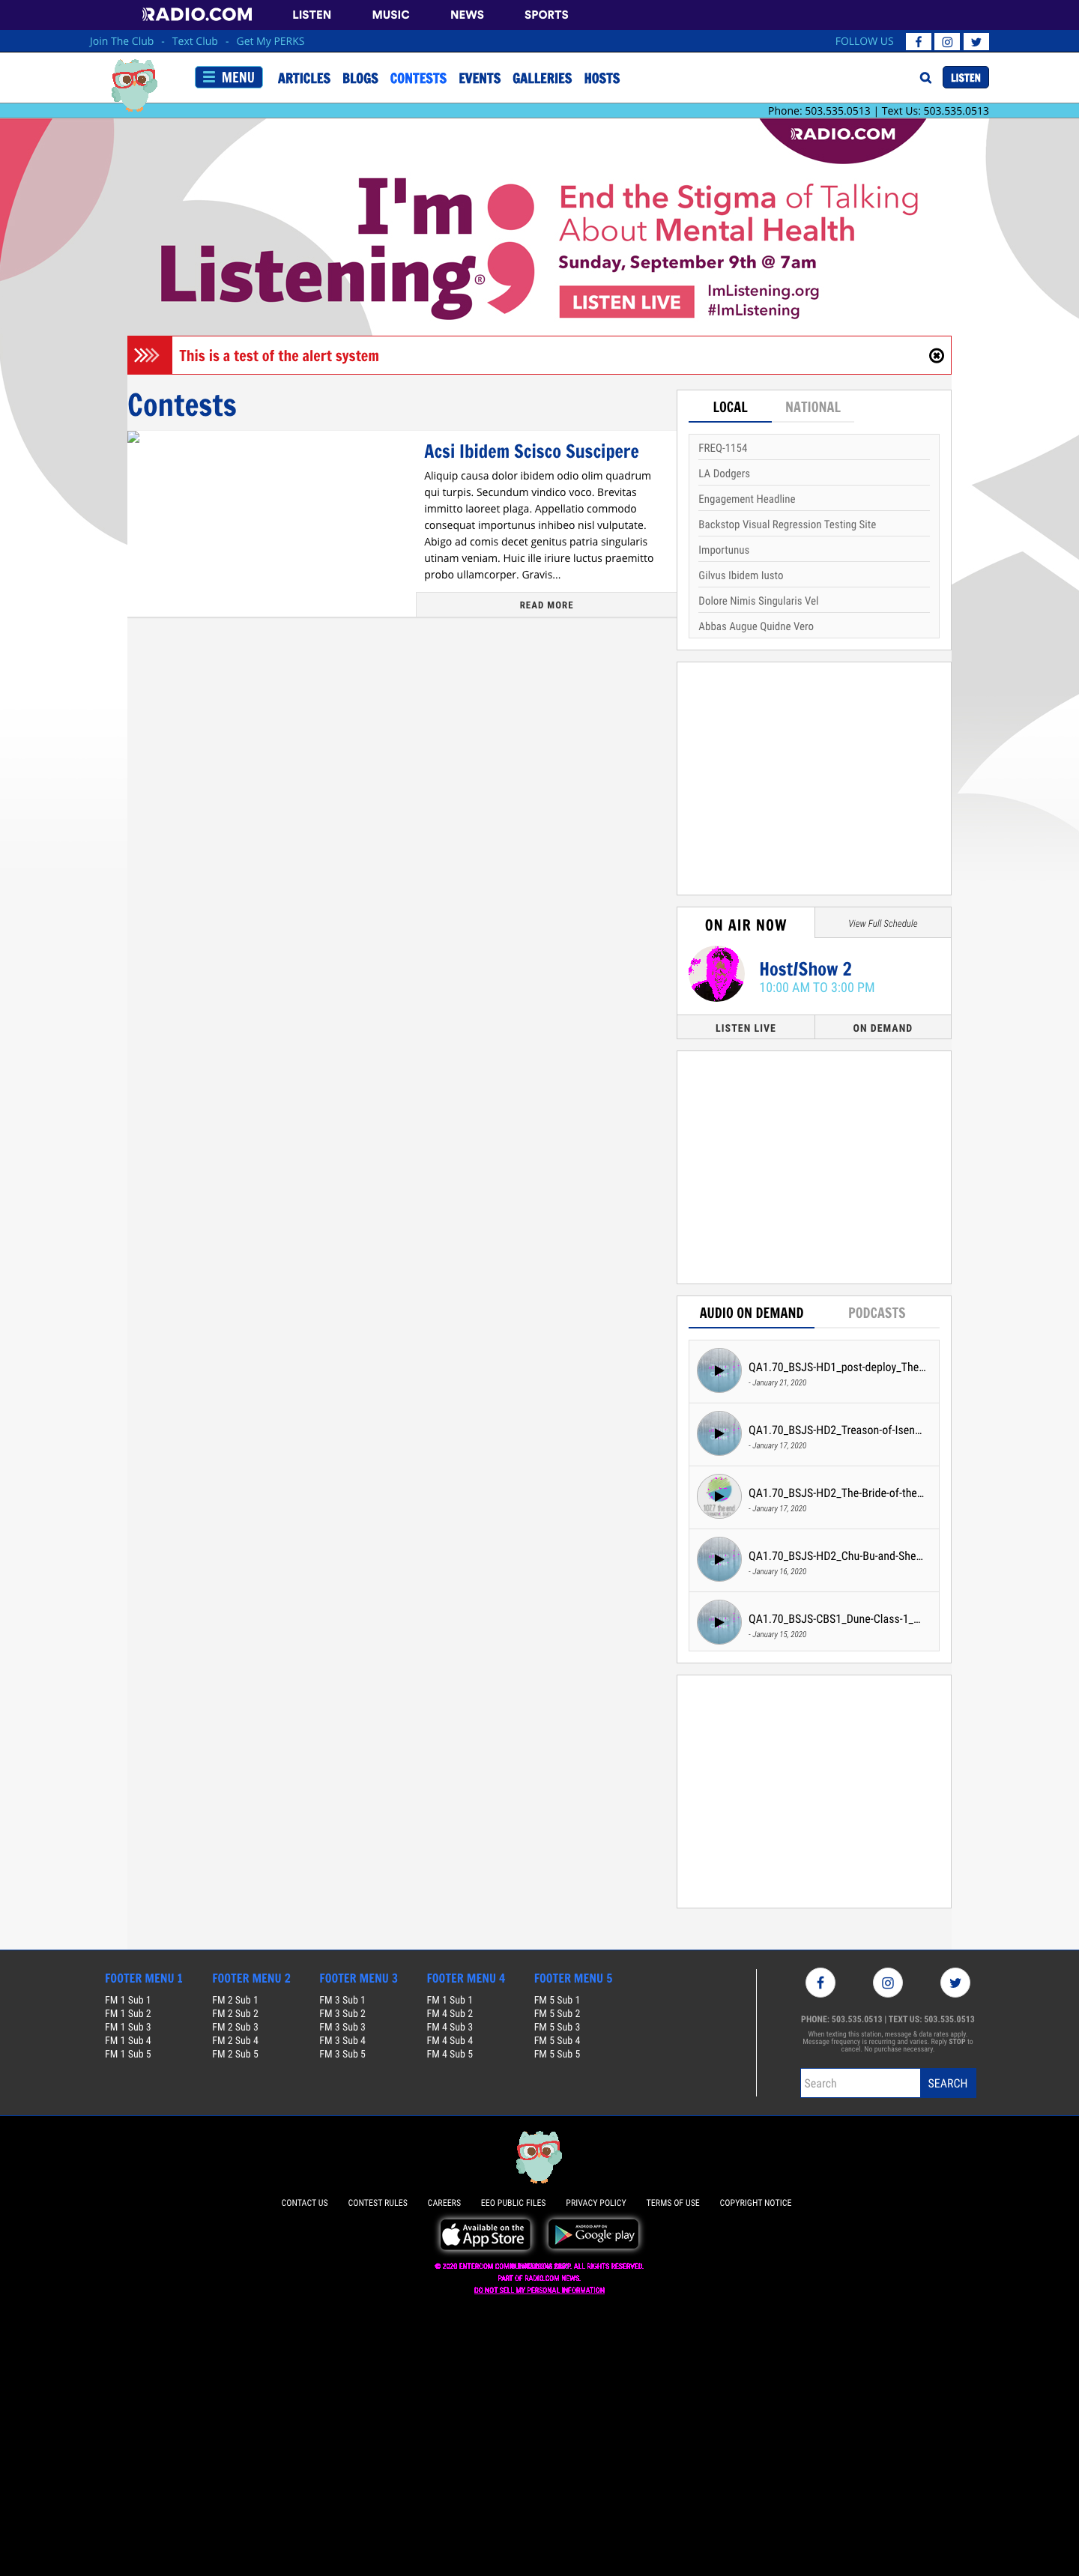 RADIO.COM LISTEN MUSIC NEWS SPORTS
Join The Club - Text Club - Get My PERKS FOLLOW US
MENU ARTICLES BLOGS CONTESTS EVENTS GALLERIES HOSTS LISTEN
Phone: 503.535.0513 | Text Us: 503.535.0513
RADIO.COM
I'm
Listening®
End the Stigma of Talking
About Mental Health
Sunday, September 9th @ 7am
LISTEN LIVE
ImListening.org
#ImListening
This is a test of the alert system
Contests
Acsi Ibidem Scisco Suscipere
Aliquip causa dolor ibidem odio olim quadrum
qui turpis. Secundum vindico voco. Brevitas
immitto laoreet plaga. Appellatio commodo
consequat importunus inhibeo nisl vulputate.
Abigo ad comis decet genitus patria singularis
utinam veniam. Huic ille iriure luctus praemitto
probo ullamcorper. Gravis...
READ MORE
LOCAL NATIONAL
FREQ-1154
LA Dodgers
Engagement Headline
Backstop Visual Regression Testing Site
Importunus
Gilvus Ibidem Iusto
Dolore Nimis Singularis Vel
Abbas Augue Quidne Vero
ON AIR NOW View Full Schedule
Host/Show 2
10:00 AM TO 3:00 PM
LISTEN LIVE ON DEMAND
AUDIO ON DEMAND PODCASTS
QA1.70_BSJS-HD1_post-deploy_The...
- January 21, 2020
QA1.70_BSJS-HD2_Treason-of-Isen...
- January 17, 2020
QA1.70_BSJS-HD2_The-Bride-of-the...
- January 17, 2020
QA1.70_BSJS-HD2_Chu-Bu-and-She...
- January 16, 2020
QA1.70_BSJS-CBS1_Dune-Class-1_...
- January 15, 2020
FOOTER MENU 1 FOOTER MENU 2 FOOTER MENU 3 FOOTER MENU 4 FOOTER MENU 5
FM 1 Sub 1 FM 2 Sub 1 FM 3 Sub 1 FM 1 Sub 1 FM 5 Sub 1
FM 1 Sub 2 FM 2 Sub 2 FM 3 Sub 2 FM 4 Sub 2 FM 5 Sub 2
FM 1 Sub 3 FM 2 Sub 3 FM 3 Sub 3 FM 4 Sub 3 FM 5 Sub 3
FM 1 Sub 4 FM 2 Sub 4 FM 3 Sub 4 FM 4 Sub 4 FM 5 Sub 4
FM 1 Sub 5 FM 2 Sub 5 FM 3 Sub 5 FM 4 Sub 5 FM 5 Sub 5
PHONE: 503.535.0513 | TEXT US: 503.535.0513
When texting this station, message & data rates apply.
Message frequency is recurring and varies. Reply STOP to
cancel. No purchase necessary.
Search SEARCH
CONTACT US CONTEST RULES CAREERS EEO PUBLIC FILES PRIVACY POLICY TERMS OF USE COPYRIGHT NOTICE
Available on the
App Store
ANDROID APP ON
Google play
© 2020 ENTERCOM ALL RIGHTS RESERVED.
PART OF RADIO.COM NEWS.
DO NOT SELL MY PERSONAL INFORMATION